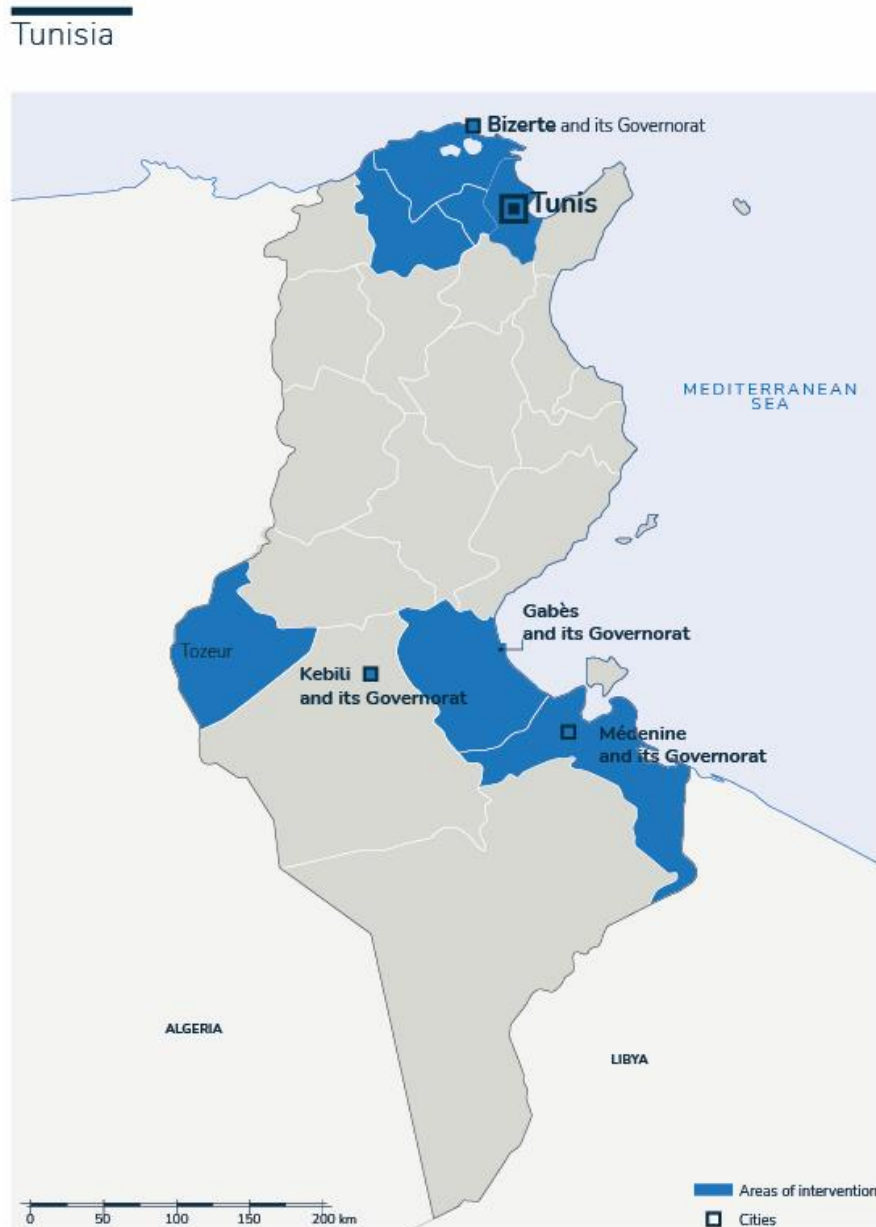 Tunisia
Bizerte and its Governorat
Tunis
MEDITERRANEAN
SEA
Gabès
and its Governorat
Tozeur
Kebili
and its Governorat
Médenine
and its Governorat
ALGERIA
LIBYA
Areas of intervention
0 50 100 150 200 km
Cities